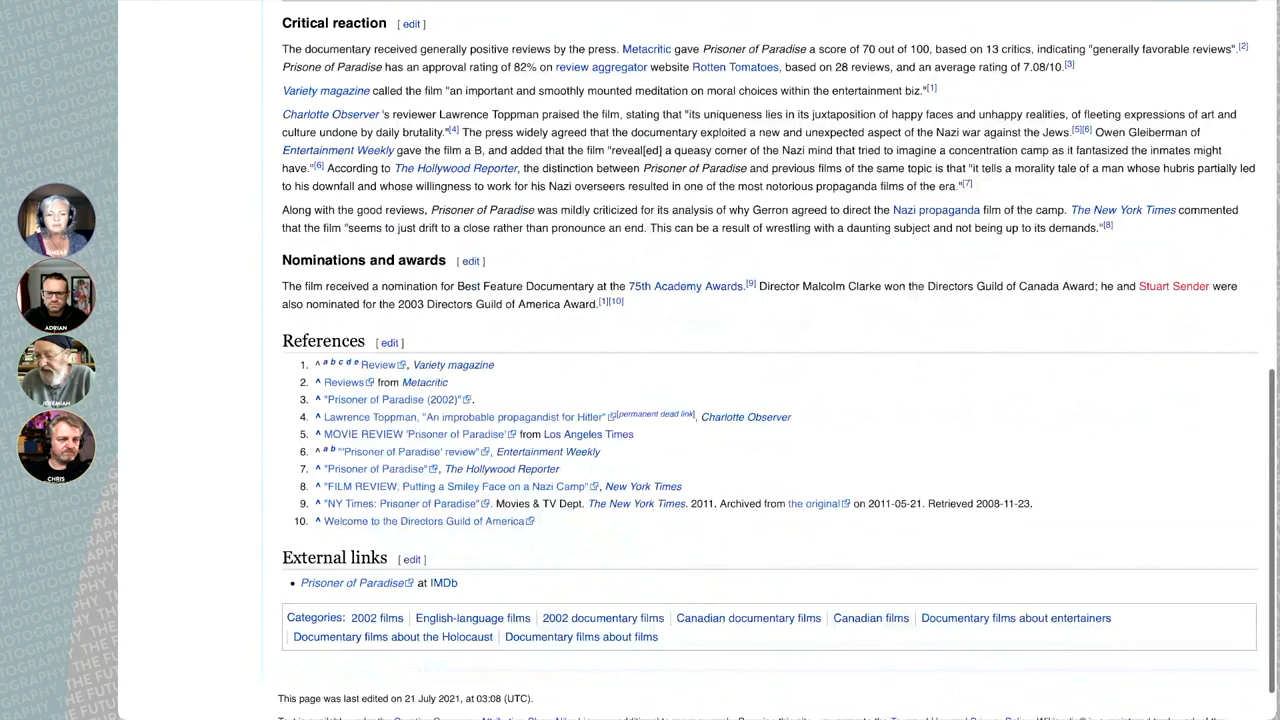 Critical reaction [ edit ]
The documentary received generally positive reviews by the press. Metacritic gave Prisoner of Paradise a score of 70 out of 100, based on 13 critics, indicating "generally favorable reviews".[2]
Prisone of Paradise has an approval rating of 82% on review aggregator website Rotten Tomatoes, based on 28 reviews, and an average rating of 7.08/10.[3]
Variety magazine called the film "an important and smoothly mounted meditation on moral choices within the entertainment biz."[1]
Charlotte Observer 's reviewer Lawrence Toppman praised the film, stating that "its uniqueness lies in its juxtaposition of happy faces and unhappy realities, of fleeting expressions of art and
culture undone by daily brutality."[4] The press widely agreed that the documentary exploited a new and unexpected aspect of the Nazi war against the Jews.[5][6] Owen Gleiberman of
Entertainment Weekly gave the film a B, and added that the film "reveal[ed] a queasy corner of the Nazi mind that tried to imagine a concentration camp as it fantasized the inmates might
have."[6] According to The Hollywood Reporter, the distinction between Prisoner of Paradise and previous films of the same topic is that "it tells a morality tale of a man whose hubris partially led
to his downfall and whose willingness to work for his Nazi overseers resulted in one of the most notorious propaganda films of the era."[7]
Along with the good reviews, Prisoner of Paradise was mildly criticized for its analysis of why Gerron agreed to direct the Nazi propaganda film of the camp. The New York Times commented
that the film "seems to just drift to a close rather than pronounce an end. This can be a result of wrestling with a daunting subject and not being up to its demands."[8]
Nominations and awards [ edit ]
The film received a nomination for Best Feature Documentary at the 75th Academy Awards.[9] Director Malcolm Clarke won the Directors Guild of Canada Award; he and Stuart Sender were
also nominated for the 2003 Directors Guild of America Award.[1][10]
References [ edit ]
1. ^ a b c d e Review, Variety magazine
2. ^ Reviews from Metacritic
3. ^ "Prisoner of Paradise (2002)".
4. ^ Lawrence Toppman, "An improbable propagandist for Hitler"[permanent dead link], Charlotte Observer
5. ^ MOVIE REVIEW 'Prisoner of Paradise' from Los Angeles Times
6. ^ a b "'Prisoner of Paradise' review", Entertainment Weekly
7. ^ "Prisoner of Paradise", The Hollywood Reporter
8. ^ "FILM REVIEW; Putting a Smiley Face on a Nazi Camp", New York Times
9. ^ "NY Times: Prisoner of Paradise". Movies & TV Dept. The New York Times. 2011. Archived from the original on 2011-05-21. Retrieved 2008-11-23.
10. ^ Welcome to the Directors Guild of America
External links [ edit ]
• Prisoner of Paradise at IMDb
Categories: 2002 films | English-language films | 2002 documentary films | Canadian documentary films | Canadian films | Documentary films about entertainers
| Documentary films about the Holocaust | Documentary films about films
This page was last edited on 21 July 2021, at 03:08 (UTC).
ADRIAN
JEREMIAH
CHRIS